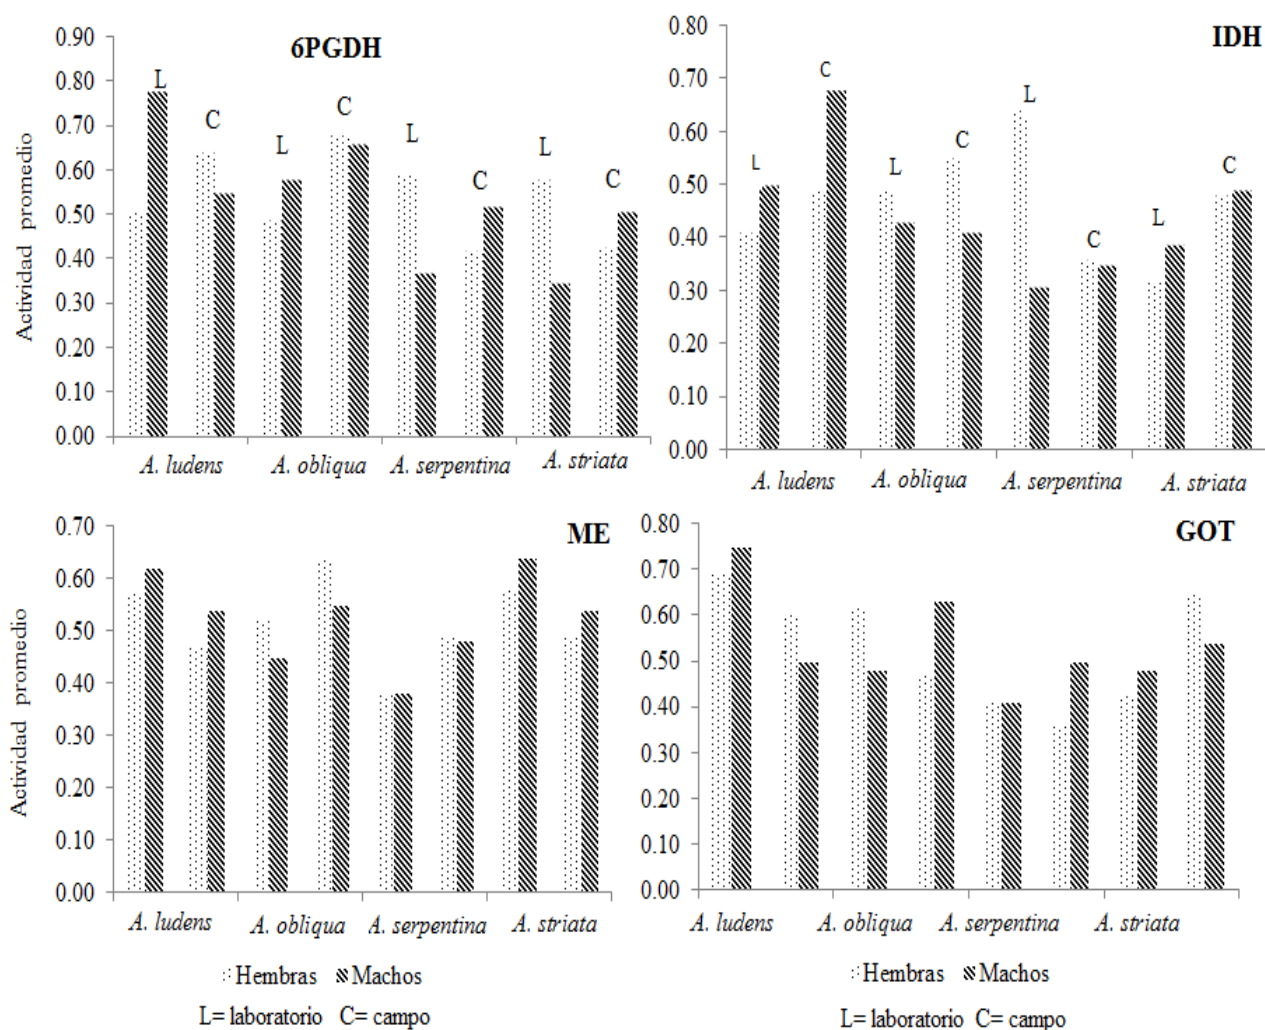 6PGDH
0.90
0.80
0.70
0.60
0.50
0.40
0.30
0.20
0.10
0.00
Actividad promedio
L
C
L
C
L
C
L
C
A. ludens
A. obliqua
A. serpentina
A. striata
IDH
0.80
0.70
0.60
0.50
0.40
0.30
0.20
0.10
0.00
L
C
L
C
L
C
L
C
A. ludens
A. obliqua
A. serpentina
A. striata
ME
0.70
0.60
0.50
0.40
0.30
0.20
0.10
0.00
Actividad promedio
A. ludens
A. obliqua
A. serpentina
A. striata
Hembras Machos
L= laboratorio C= campo
GOT
0.80
0.70
0.60
0.50
0.40
0.30
0.20
0.10
0.00
A. ludens
A. obliqua
A. serpentina
A. striata
Hembras Machos
L= laboratorio C= campo